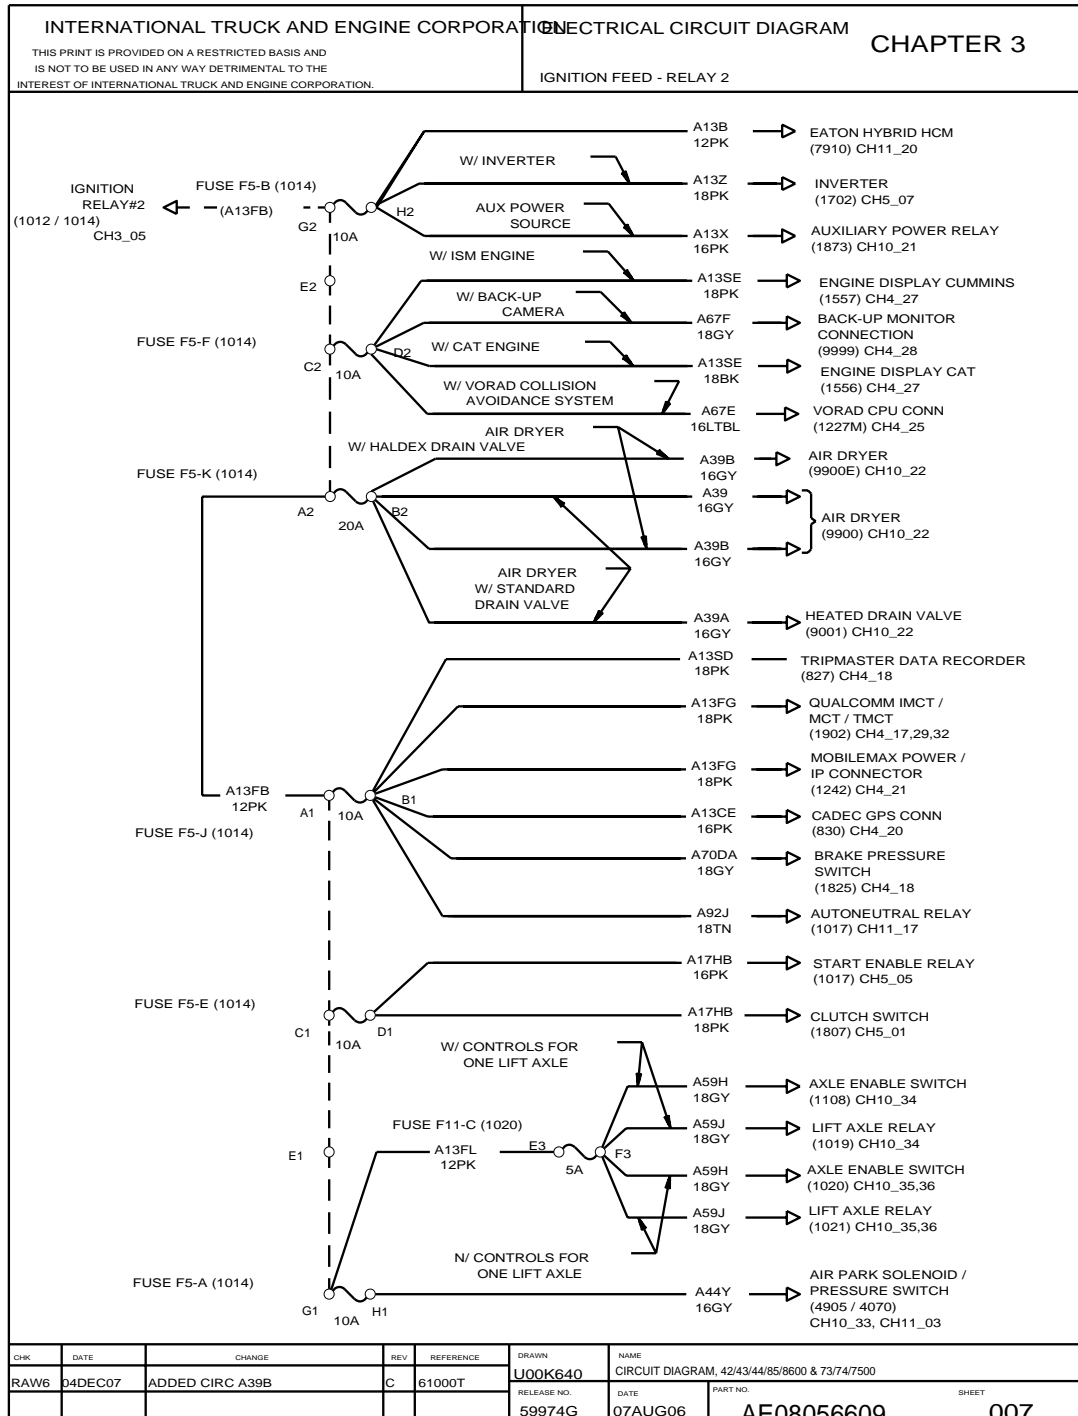 INTERNATIONAL TRUCK AND ENGINE CORPORATION
THIS PRINT IS PROVIDED ON A RESTRICTED BASIS AND
IS NOT TO BE USED IN ANY WAY DETRIMENTAL TO THE
INTEREST OF INTERNATIONAL TRUCK AND ENGINE CORPORATION.
ELECTRICAL CIRCUIT DIAGRAM
CHAPTER 3
IGNITION FEED - RELAY 2
A13B
12PK
EATON HYBRID HCM
(7910) CH11_20
W/ INVERTER
A13Z
18PK
INVERTER
(1702) CH5_07
IGNITION
RELAY#2
(1012 / 1014)
CH3_05
(A13FB)
FUSE F5-B (1014)
G2
10A
H2
AUX POWER
SOURCE
A13X
16PK
AUXILIARY POWER RELAY
(1873) CH10_21
W/ ISM ENGINE
A13SE
18PK
ENGINE DISPLAY CUMMINS
(1557) CH4_27
E2
W/ BACK-UP
CAMERA
A67F
18GY
BACK-UP MONITOR
CONNECTION
(9999) CH4_28
FUSE F5-F (1014)
C2
10A
D2
W/ CAT ENGINE
A13SE
18BK
ENGINE DISPLAY CAT
(1556) CH4_27
W/ VORAD COLLISION
AVOIDANCE SYSTEM
A67E
16LTBL
VORAD CPU CONN
(1227M) CH4_25
AIR DRYER
W/ HALDEX DRAIN VALVE
A39B
16GY
AIR DRYER
(9900E) CH10_22
FUSE F5-K (1014)
A2
20A
B2
A39
16GY
AIR DRYER
(9900) CH10_22
A39B
16GY
AIR DRYER
W/ STANDARD
DRAIN VALVE
A39A
16GY
HEATED DRAIN VALVE
(9001) CH10_22
A13SD
18PK
TRIPMASTER DATA RECORDER
(827) CH4_18
A13FG
18PK
QUALCOMM IMCT /
MCT / TMCT
(1902) CH4_17,29,32
A13FG
18PK
MOBILEMAX POWER /
IP CONNECTOR
(1242) CH4_21
A13FB
12PK
A1
10A
B1
FUSE F5-J (1014)
A13CE
16PK
CADEC GPS CONN
(830) CH4_20
A70DA
18GY
BRAKE PRESSURE
SWITCH
(1825) CH4_18
A92J
18TN
AUTONEUTRAL RELAY
(1017) CH11_17
A17HB
16PK
START ENABLE RELAY
(1017) CH5_05
FUSE F5-E (1014)
C1
10A
D1
A17HB
18PK
CLUTCH SWITCH
(1807) CH5_01
W/ CONTROLS FOR
ONE LIFT AXLE
A59H
18GY
AXLE ENABLE SWITCH
(1108) CH10_34
FUSE F11-C (1020)
A59J
18GY
LIFT AXLE RELAY
(1019) CH10_34
E1
A13FL
12PK
E3
5A
F3
A59H
18GY
AXLE ENABLE SWITCH
(1020) CH10_35,36
A59J
18GY
LIFT AXLE RELAY
(1021) CH10_35,36
N/ CONTROLS FOR
ONE LIFT AXLE
FUSE F5-A (1014)
G1
10A
H1
A44Y
16GY
AIR PARK SOLENOID /
PRESSURE SWITCH
(4905 / 4070)
CH10_33, CH11_03
CHK DATE CHANGE REV REFERENCE
RAW6 04DEC07 ADDED CIRC A39B C 61000T
DRAWN
U00K640
NAME
CIRCUIT DIAGRAM, 42/43/44/85/8600 & 73/74/7500
RELEASE NO.
59974G
DATE
07AUG06
PART NO.
AE08056609
SHEET
007